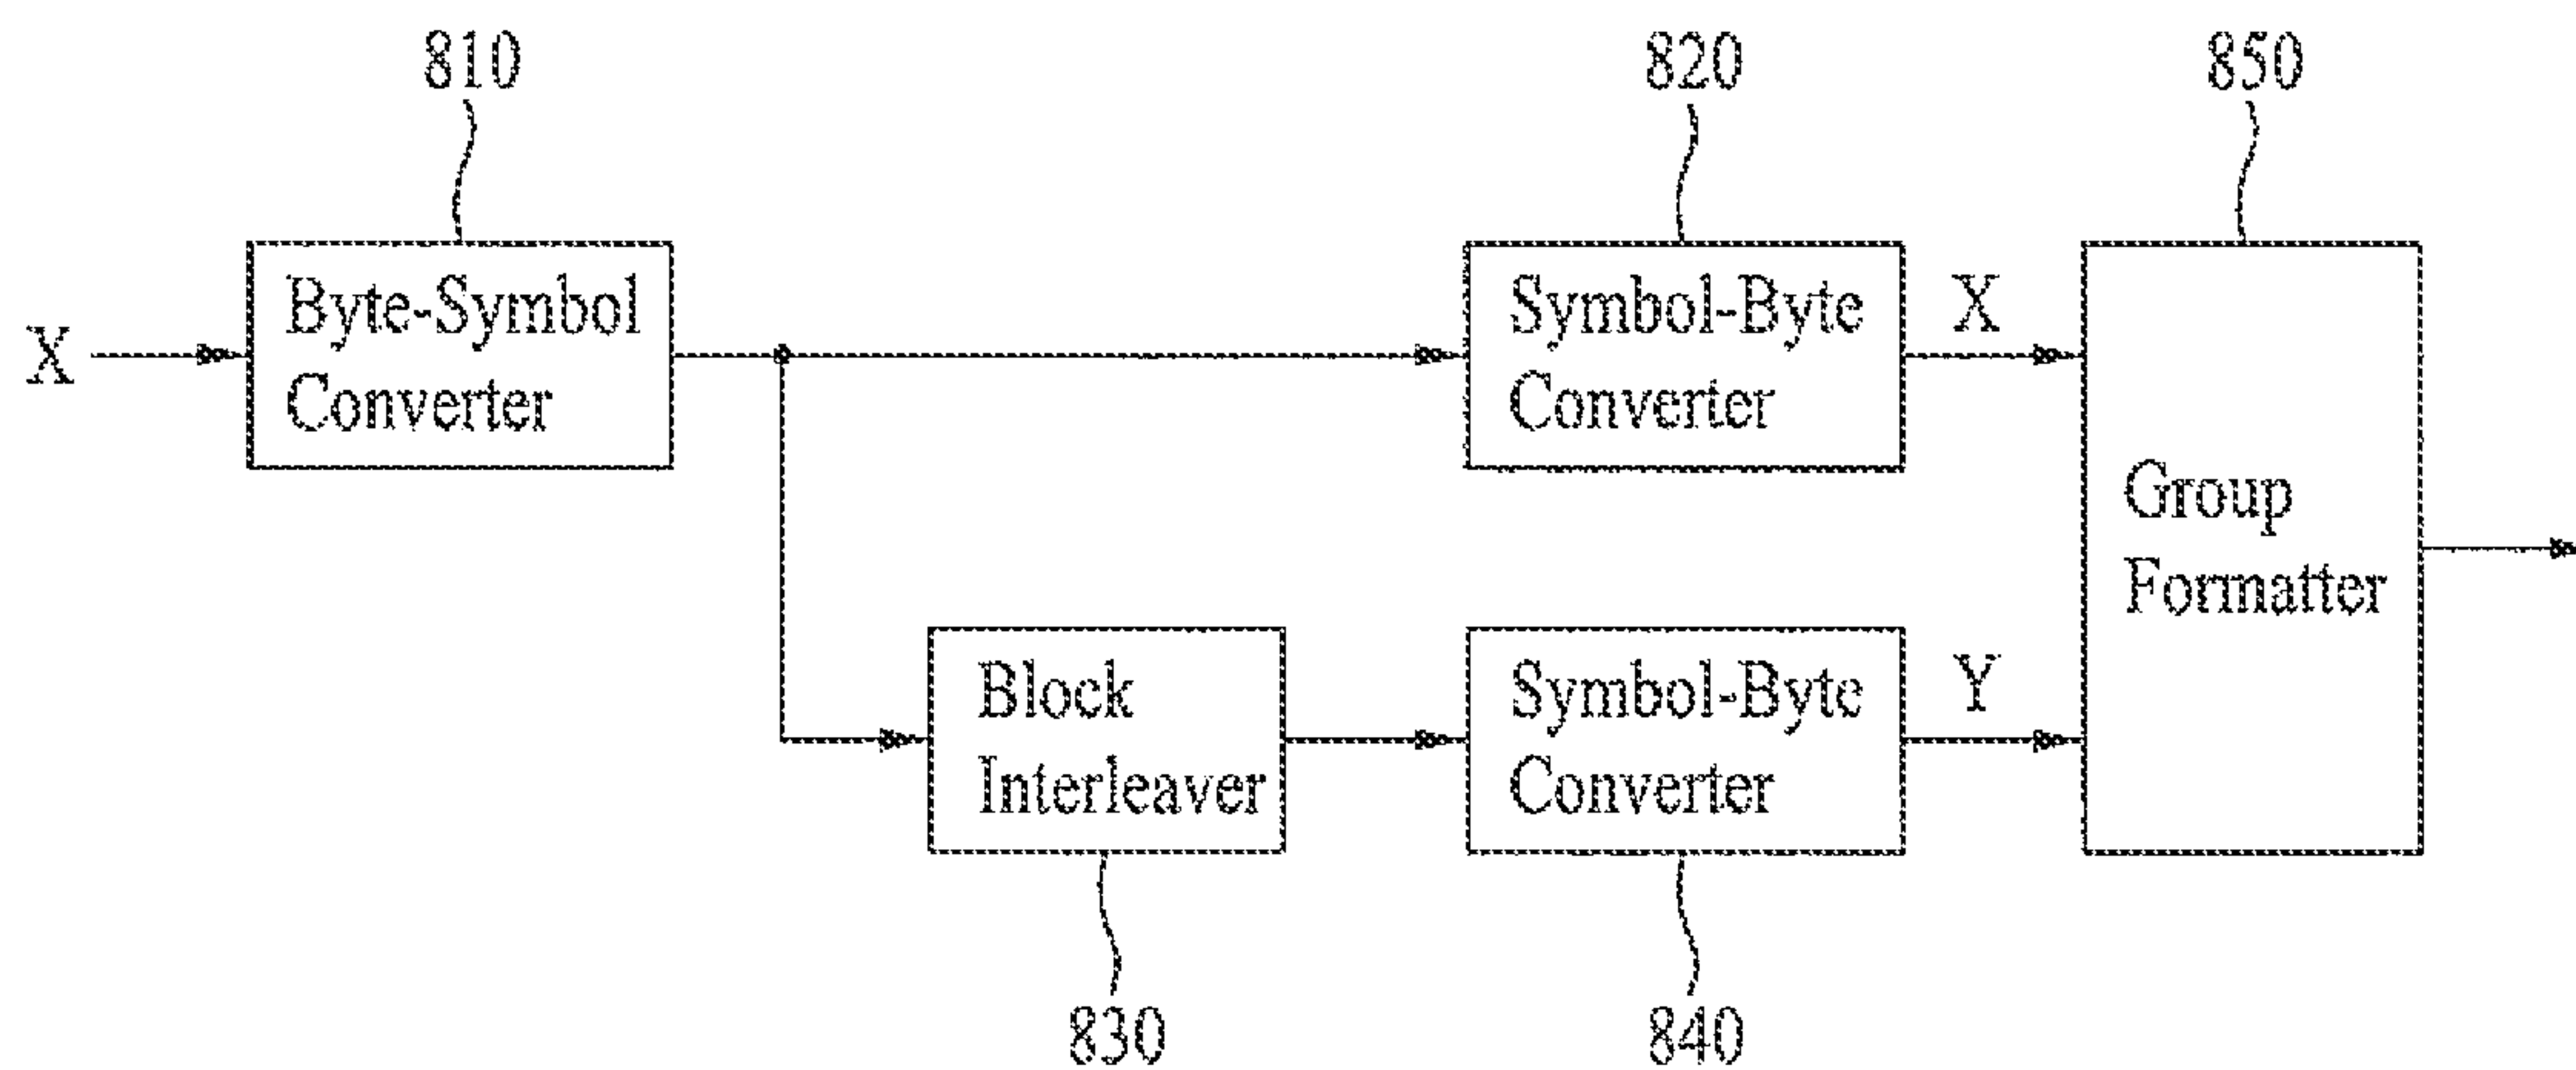 810
820
850
X
Byte-Symbol
Converter
Symbol-Byte
Converter
X
Group
Formatter
Block
Interleaver
Symbol-Byte
Converter
Y
830
840